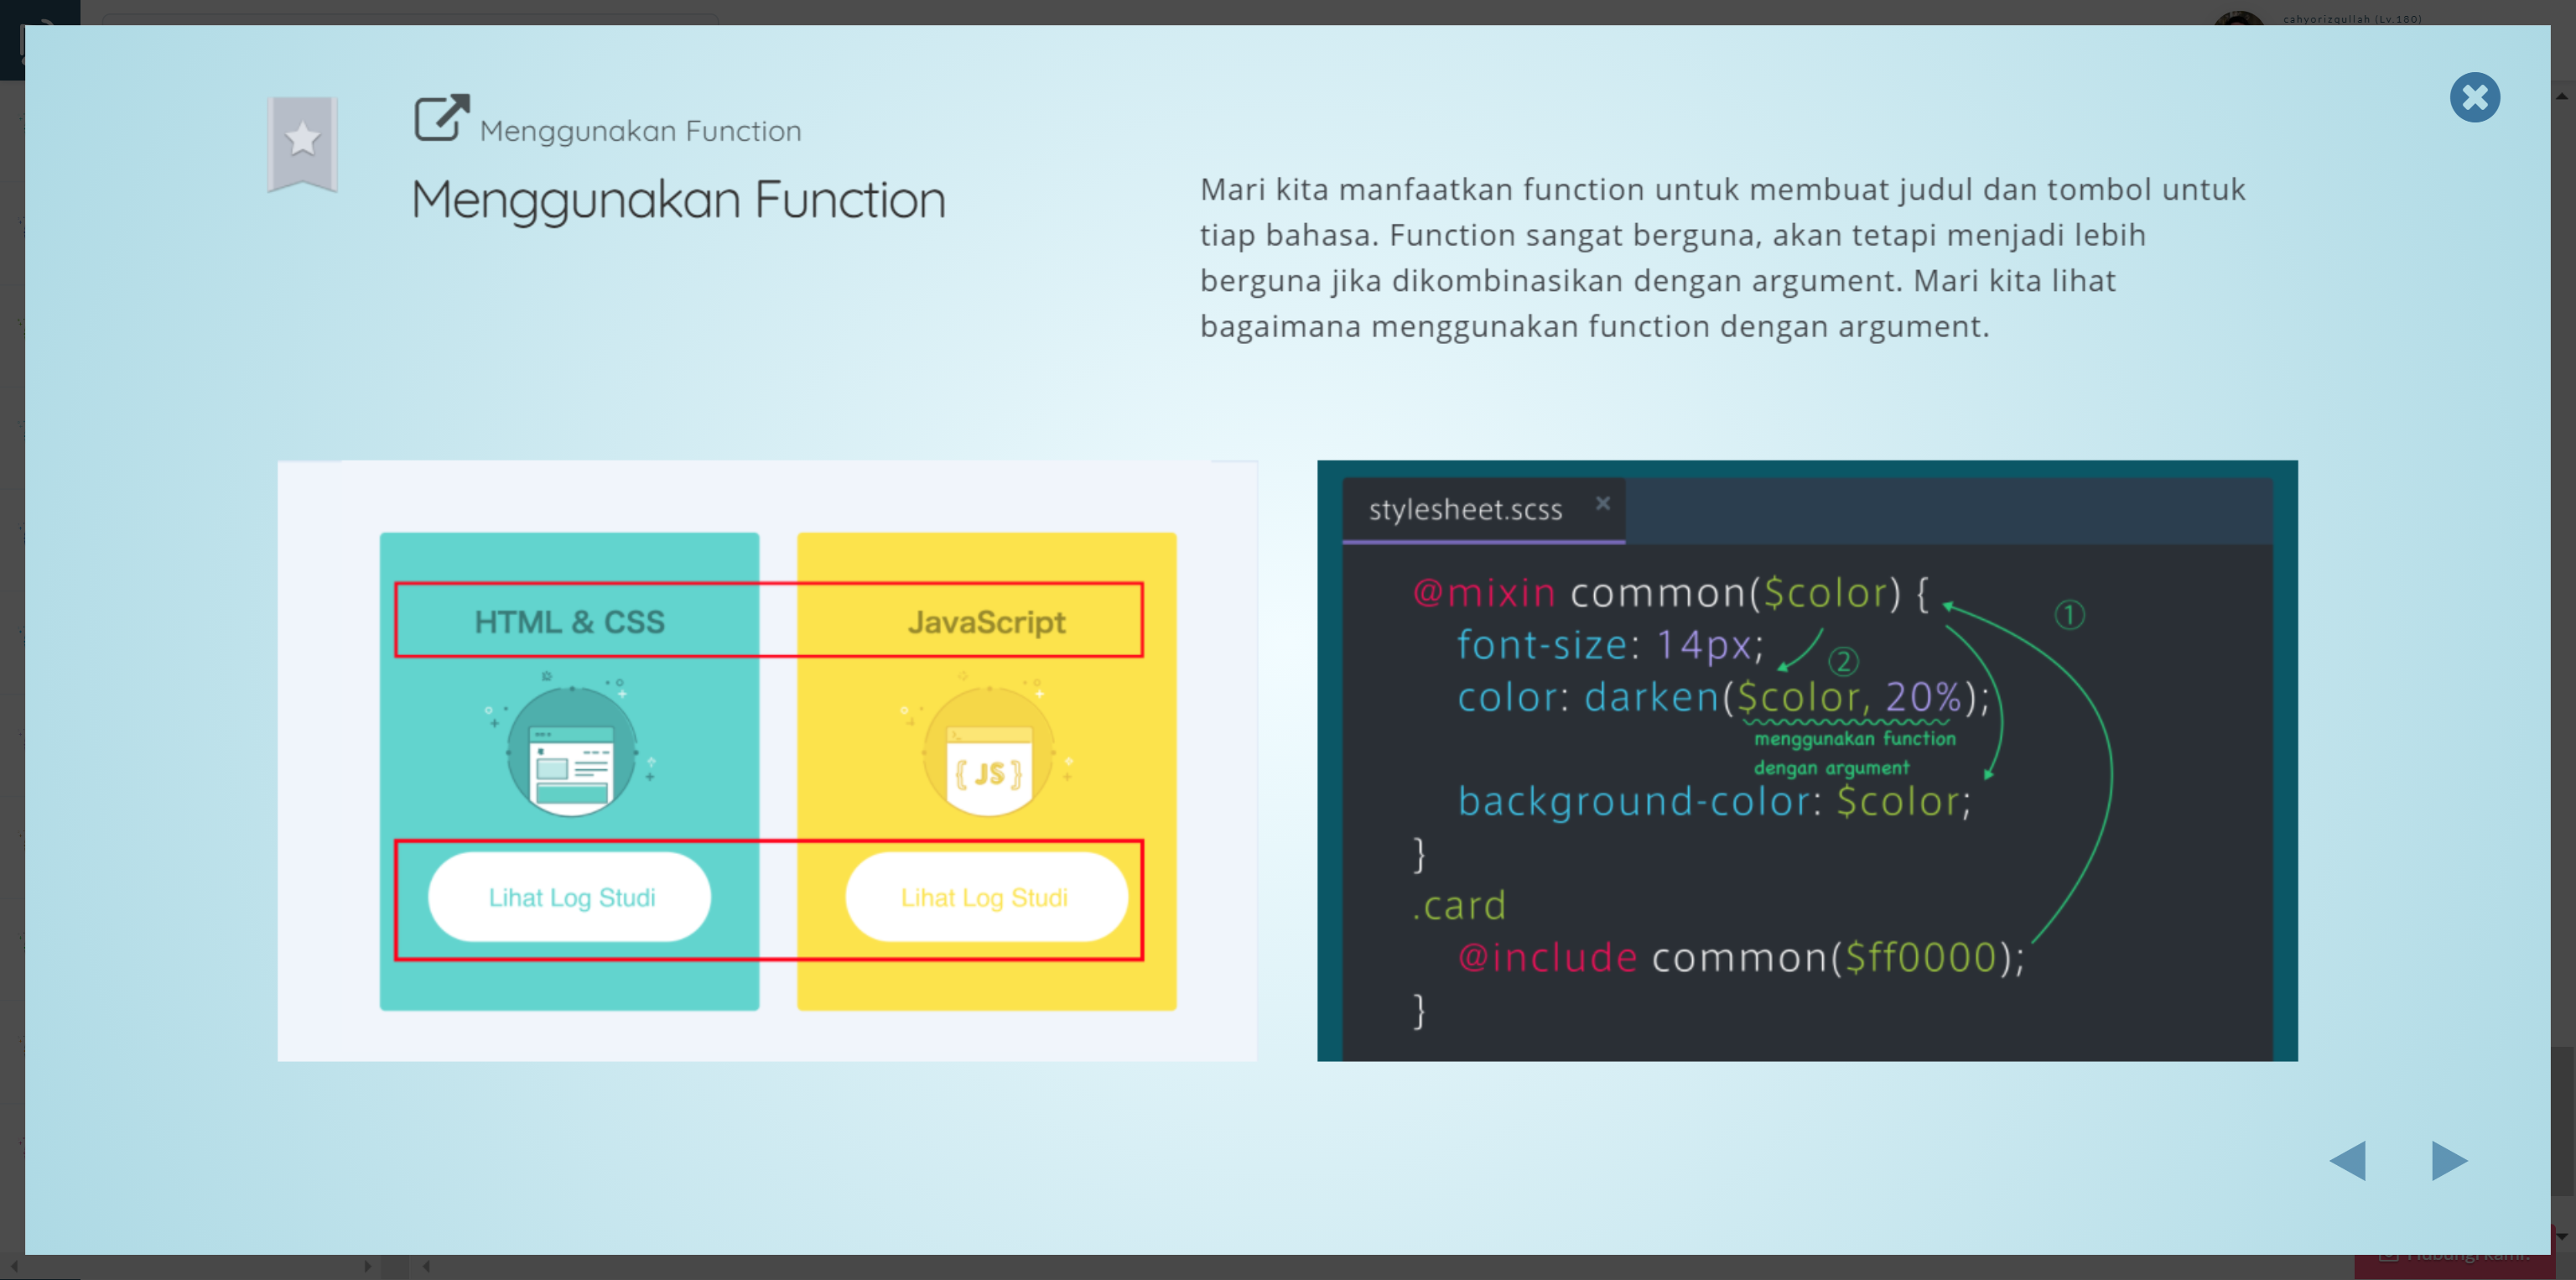 cahyorizqullah (Lv.180)
Menggunakan Function
Menggunakan Function
Mari kita manfaatkan function untuk membuat judul dan tombol untuk
tiap bahasa. Function sangat berguna, akan tetapi menjadi lebih
berguna jika dikombinasikan dengan argument. Mari kita lihat
bagaimana menggunakan function dengan argument.
HTML & CSS
JavaScript
{ JS }
Lihat Log Studi
Lihat Log Studi
stylesheet.scss
@mixin common($color) {
①
font-size: 14px;
②
color: darken($color, 20%);
menggunakan function
dengan argument
background-color: $color;
}
.card
@include common($ff0000);
}
Hubungi kami.